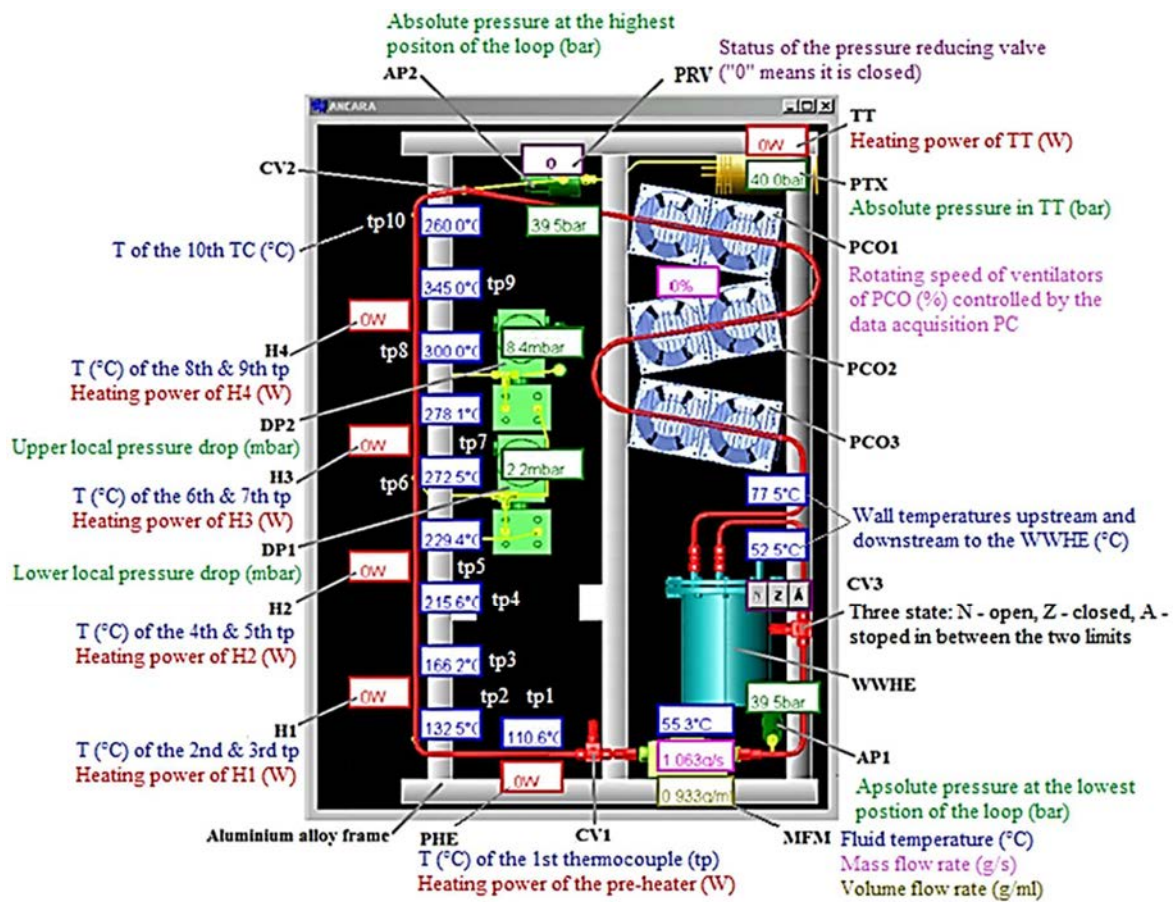 Absolute pressure at the highest
positon of the loop (bar)
AP2
Status of the pressure reducing valve
("0" means it is closed)
PRV
ANCARA
TT
Heating power of TT (W)
0W
CV2
0
40.0bar
PTX
Absolute pressure in TT (bar)
tp10
260.0°C
39.5bar
T of the 10th TC (°C)
PCO1
Rotating speed of ventilators
of PCO (%) controlled by the
data acquisition PC
345.0°C
tp9
0%
0W
H4
tp8
300.0°C
8.4mbar
T (°C) of the 8th & 9th tp
Heating power of H4 (W)
PCO2
DP2
278.1°C
Upper local pressure drop (mbar)
0W
H3
tp7
PCO3
tp6
272.5°C
2.2mbar
T (°C) of the 6th & 7th tp
Heating power of H3 (W)
77.5°C
Wall temperatures upstream and
downstream to the WWHE (°C)
DP1
229.4°C
52.5°C
Lower local pressure drop (mbar)
0W
H2
tp5
215.6°C
tp4
N Z A
CV3
Three state: N - open, Z - closed, A -
stoped in between the two limits
T (°C) of the 4th & 5th tp
Heating power of H2 (W)
166.2°C
tp3
WWHE
0W
H1
tp2
tp1
39.5bar
132.5°C
110.6°C
55.3°C
AP1
T (°C) of the 2nd & 3rd tp
Heating power of H1 (W)
1.063g/s
0W
0.933g/ml
Apsolute pressure at the lowest
postion of the loop (bar)
Aluminium alloy frame
PHE
CV1
MFM
Fluid temperature (°C)
Mass flow rate (g/s)
Volume flow rate (g/ml)
T (°C) of the 1st thermocouple (tp)
Heating power of the pre-heater (W)